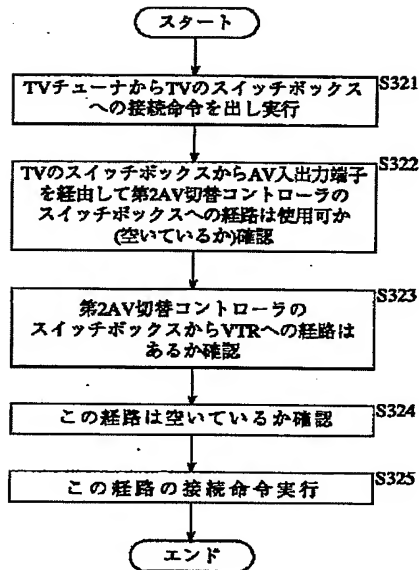 スタート
S321
TVチューナからTVのスイッチボックス
への接続命令を出し実行
S322
TVのスイッチボックスからAV入出力端子
を経由して第2AV切替コントローラの
スイッチボックスへの経路は使用可か
(空いているか)確認
S323
第2AV切替コントローラの
スイッチボックスからVTRへの経路は
あるか確認
S324
この経路は空いているか確認
S325
この経路の接続命令実行
エンド